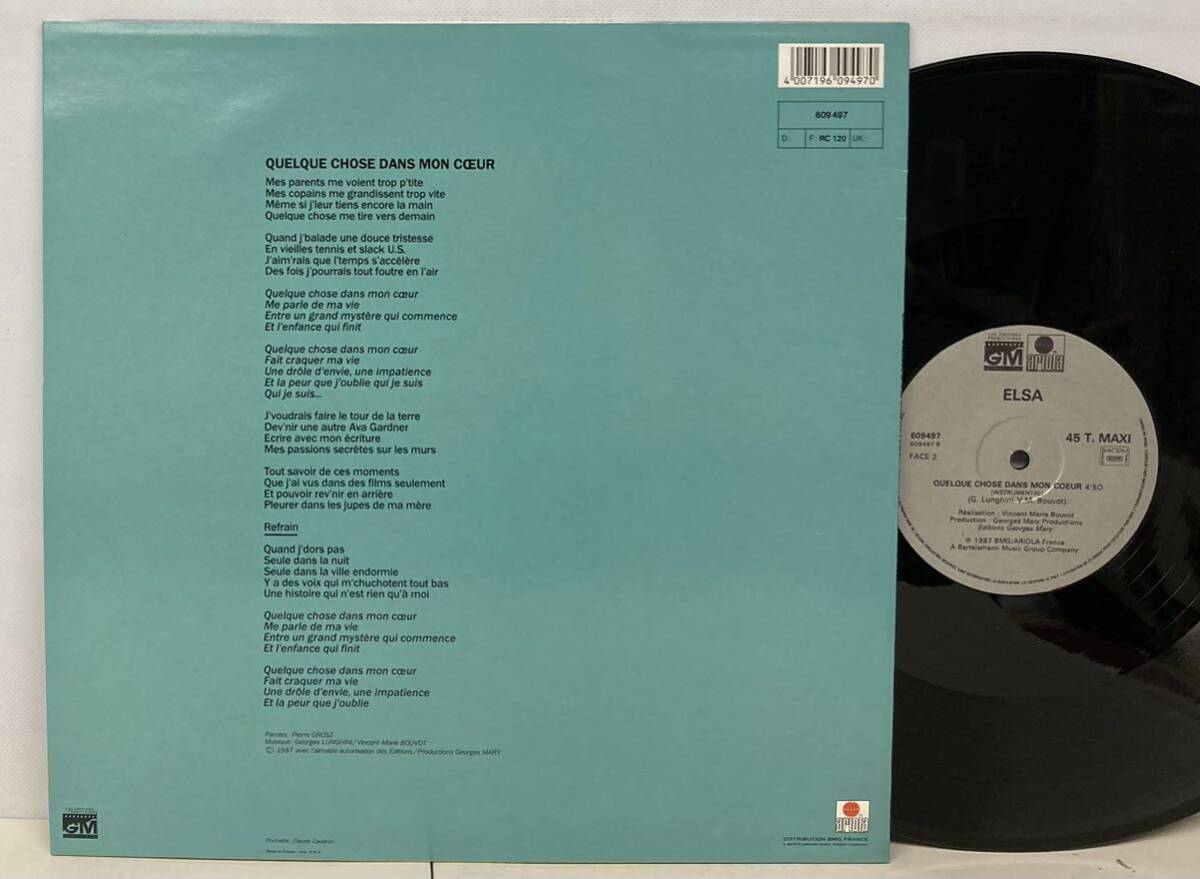 4 007196 094970
609 497
D: F: RC 120 UK:
QUELQUE CHOSE DANS MON CŒUR
Mes parents me voient trop p'tite
Mes copains me grandissent trop vite
Même si j'leur tiens encore la main
Quelque chose me tire vers demain
Quand j'balade une douce tristesse
En vieilles tennis et slack U.S.
J'aim'rais que l'temps s'accélère
Des fois j'pourrais tout foutre en l'air
Quelque chose dans mon cœur
Me parle de ma vie
Entre un grand mystère qui commence
Et l'enfance qui finit
Quelque chose dans mon cœur
Fait craquer ma vie
Une drôle d'envie, une impatience
Et la peur que j'oublie qui je suis
Qui je suis...
J'voudrais faire le tour de la terre
Dev'nir une autre Ava Gardner
Ecrire avec mon écriture
Mes passions secrètes sur les murs
Tout savoir de ces moments
Que j'ai vus dans des films seulement
Et pouvoir rev'nir en arrière
Pleurer dans les jupes de ma mère
Refrain
Quand j'dors pas
Seule dans la nuit
Seule dans la ville endormie
Y a des voix qui m'chuchotent tout bas
Une histoire qui n'est rien qu'à moi
Quelque chose dans mon cœur
Me parle de ma vie
Entre un grand mystère qui commence
Et l'enfance qui finit
Quelque chose dans mon cœur
Fait craquer ma vie
Une drôle d'envie, une impatience
Et la peur que j'oublie
Paroles: Pierre GROSZ
Musique: Georges LUNGHINI/Vincent-Marie BOUVOT
© 1987 avec l'aimable autorisation des Editions/Productions Georges MARY
GM
Pochette: Claude Caudron
ariola
DISTRIBUTION BMG FRANCE
GM
ariola
ELSA
609497
609497 B
45 T. MAXI
FACE 2
SACEM
QUELQUE CHOSE DANS MON COEUR 4'50
(INSTRUMENTAL)
(G. Lunghini-V.M. Bouvot)
Réalisation : Vincent Marie Bouvot
Production : Georges Mary Productions
Editions Georges Mary
℗ 1987 BMG/ARIOLA France
A Bertelsmann Music Group Company